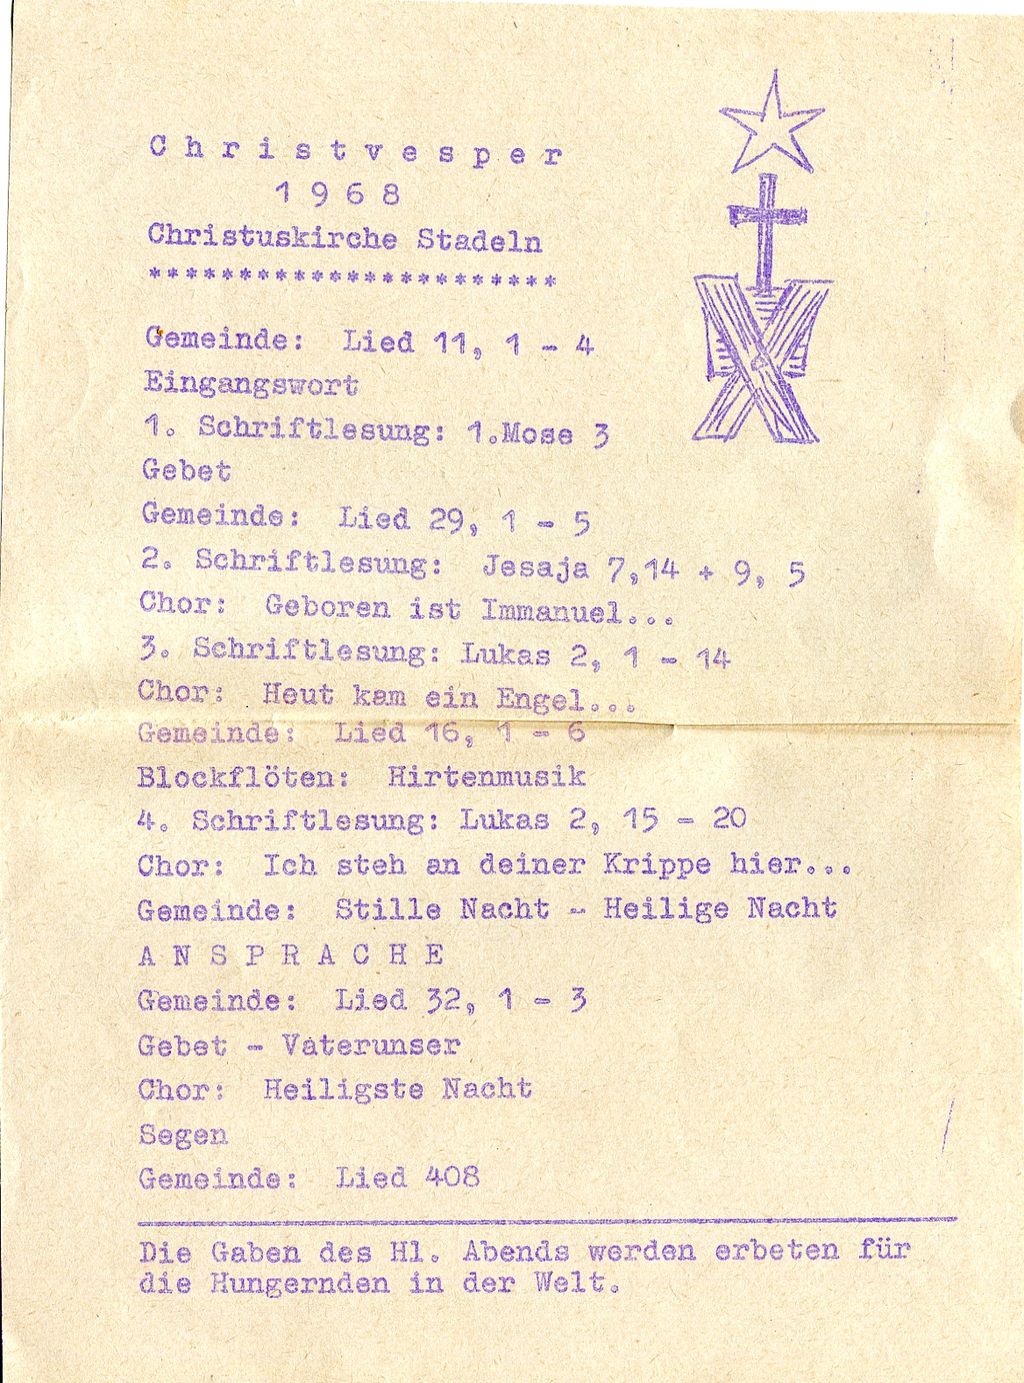 C h r i s t v e s p e r
1 9 6 8
Christuskirche Stadeln
***********************
Gemeinde: Lied 11, 1 - 4
Eingangswort
1. Schriftlesung: 1.Mose 3
Gebet
Gemeinde: Lied 29, 1 - 5
2. Schriftlesung: Jesaja 7,14 + 9, 5
Chor: Geboren ist Immanuel...
3. Schriftlesung: Lukas 2, 1 - 14
Chor: Heut kam ein Engel...
Gemeinde: Lied 16, 1 - 6
Blockflöten: Hirtenmusik
4. Schriftlesung: Lukas 2, 15 - 20
Chor: Ich steh an deiner Krippe hier...
Gemeinde: Stille Nacht - Heilige Nacht
A N S P R A C H E
Gemeinde: Lied 32, 1 - 3
Gebet - Vaterunser
Chor: Heiligste Nacht
Segen
Gemeinde: Lied 408
Die Gaben des Hl. Abends werden erbeten für
die Hungernden in der Welt.